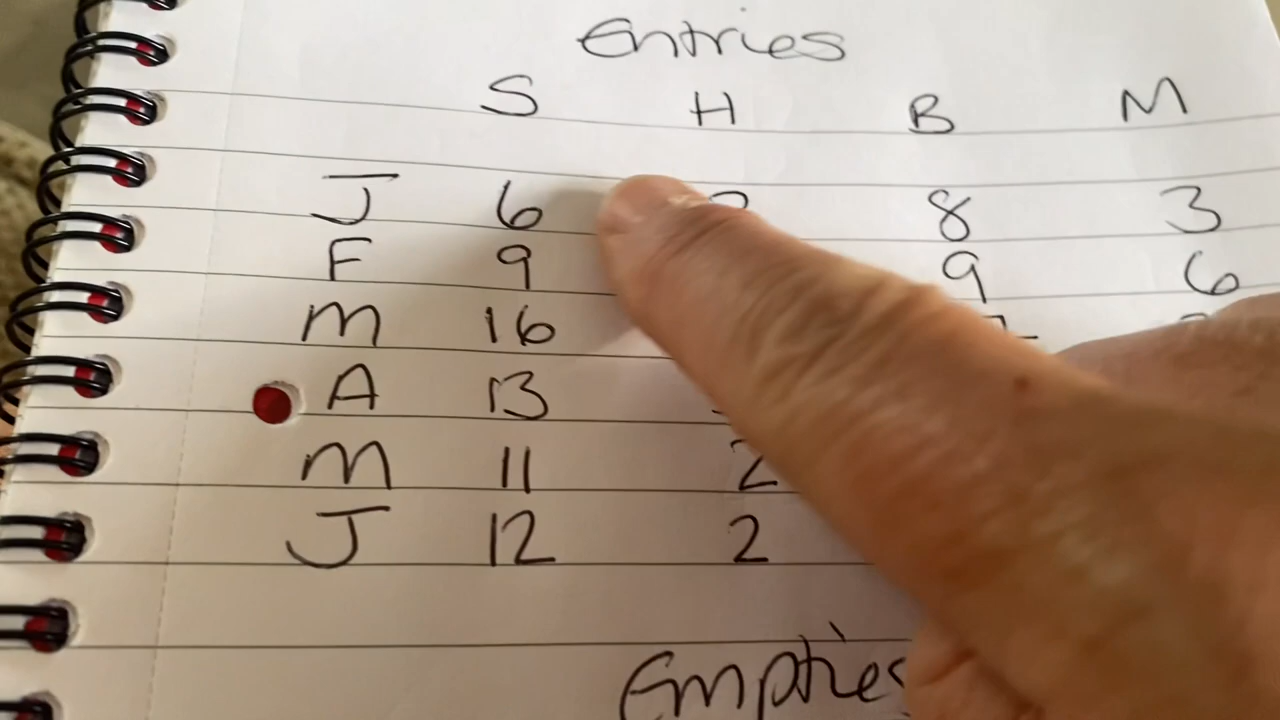 Entries
S H B M
J 6 8 3
F 9 9 6
M 16
A 13
M 11 2
J 12 2
Empties